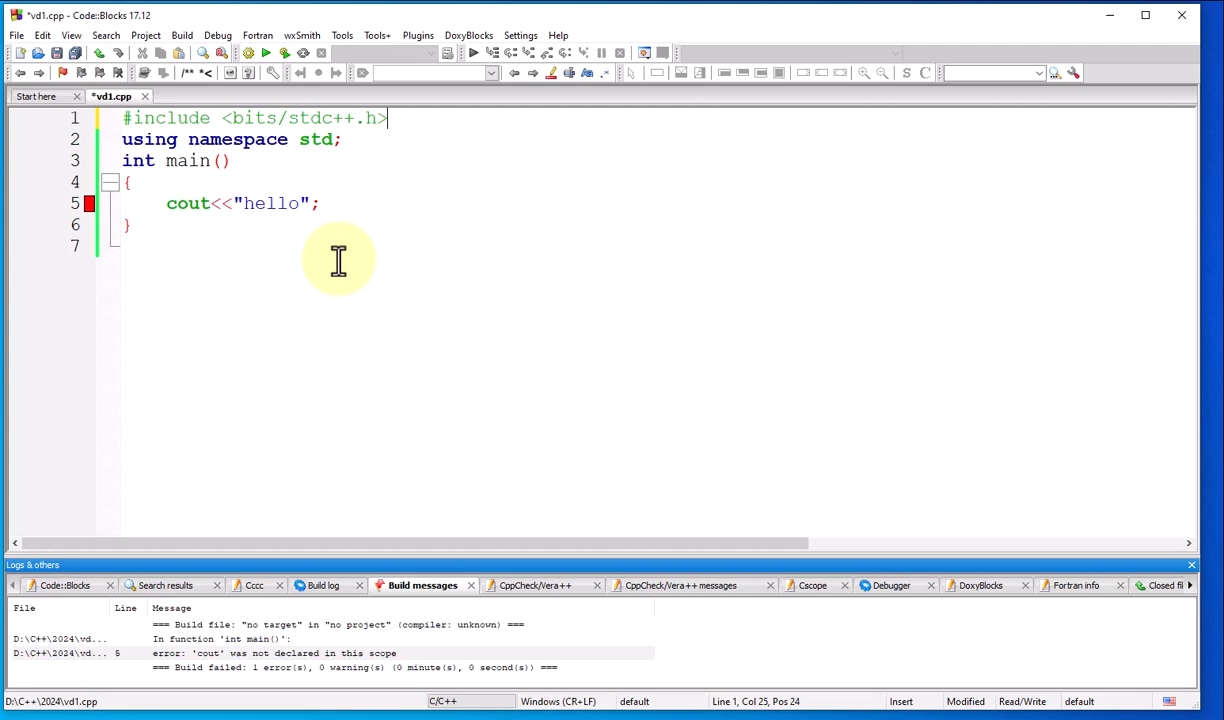 *vd1.cpp - Code::Blocks 17.12
File Edit View Search Project Build Debug Fortran wxSmith Tools Tools+ Plugins DoxyBlocks Settings Help
/** *<
S C
Start here *vd1.cpp
1 #include <bits/stdc++.h>
2 using namespace std;
3 int main()
4 {
5 cout<<"hello";
6 }
7
Logs & others
Code::Blocks Search results Cccc Build log Build messages CppCheck/Vera++ CppCheck/Vera++ messages Cscope Debugger DoxyBlocks Fortran info Closed fil
File Line Message
=== Build file: "no target" in "no project" (compiler: unknown) ===
D:\C++\2024\vd... In function 'int main()':
D:\C++\2024\vd... 5 error: 'cout' was not declared in this scope
=== Build failed: 1 error(s), 0 warning(s) (0 minute(s), 0 second(s)) ===
D:\C++\2024\vd1.cpp C/C++ Windows (CR+LF) default Line 1, Col 25, Pos 24 Insert Modified Read/Write default